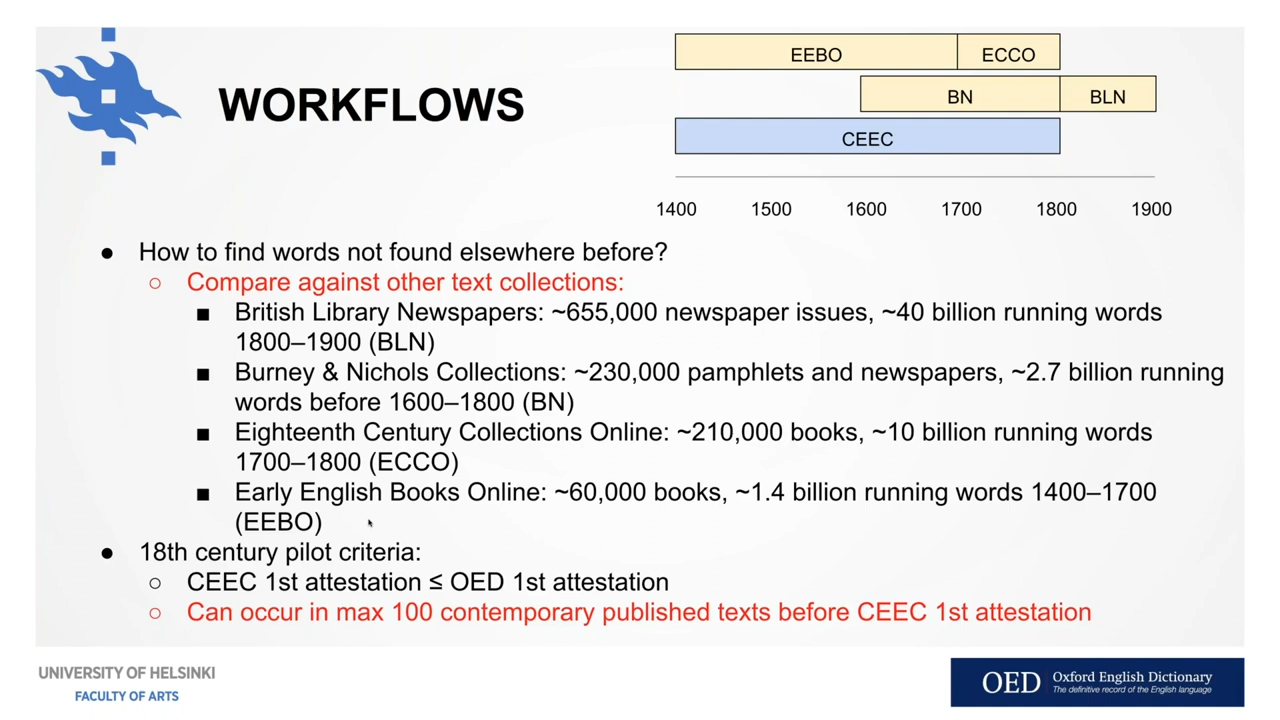 WORKFLOWS
EEBO
ECCO
BN
BLN
CEEC
1400 1500 1600 1700 1800 1900
● How to find words not found elsewhere before?
○ Compare against other text collections:
■ British Library Newspapers: ~655,000 newspaper issues, ~40 billion running words
1800–1900 (BLN)
■ Burney & Nichols Collections: ~230,000 pamphlets and newspapers, ~2.7 billion running
words before 1600–1800 (BN)
■ Eighteenth Century Collections Online: ~210,000 books, ~10 billion running words
1700–1800 (ECCO)
■ Early English Books Online: ~60,000 books, ~1.4 billion running words 1400–1700
(EEBO)
● 18th century pilot criteria:
○ CEEC 1st attestation ≤ OED 1st attestation
○ Can occur in max 100 contemporary published texts before CEEC 1st attestation
UNIVERSITY OF HELSINKI
FACULTY OF ARTS
OED Oxford English Dictionary
The definitive record of the English language